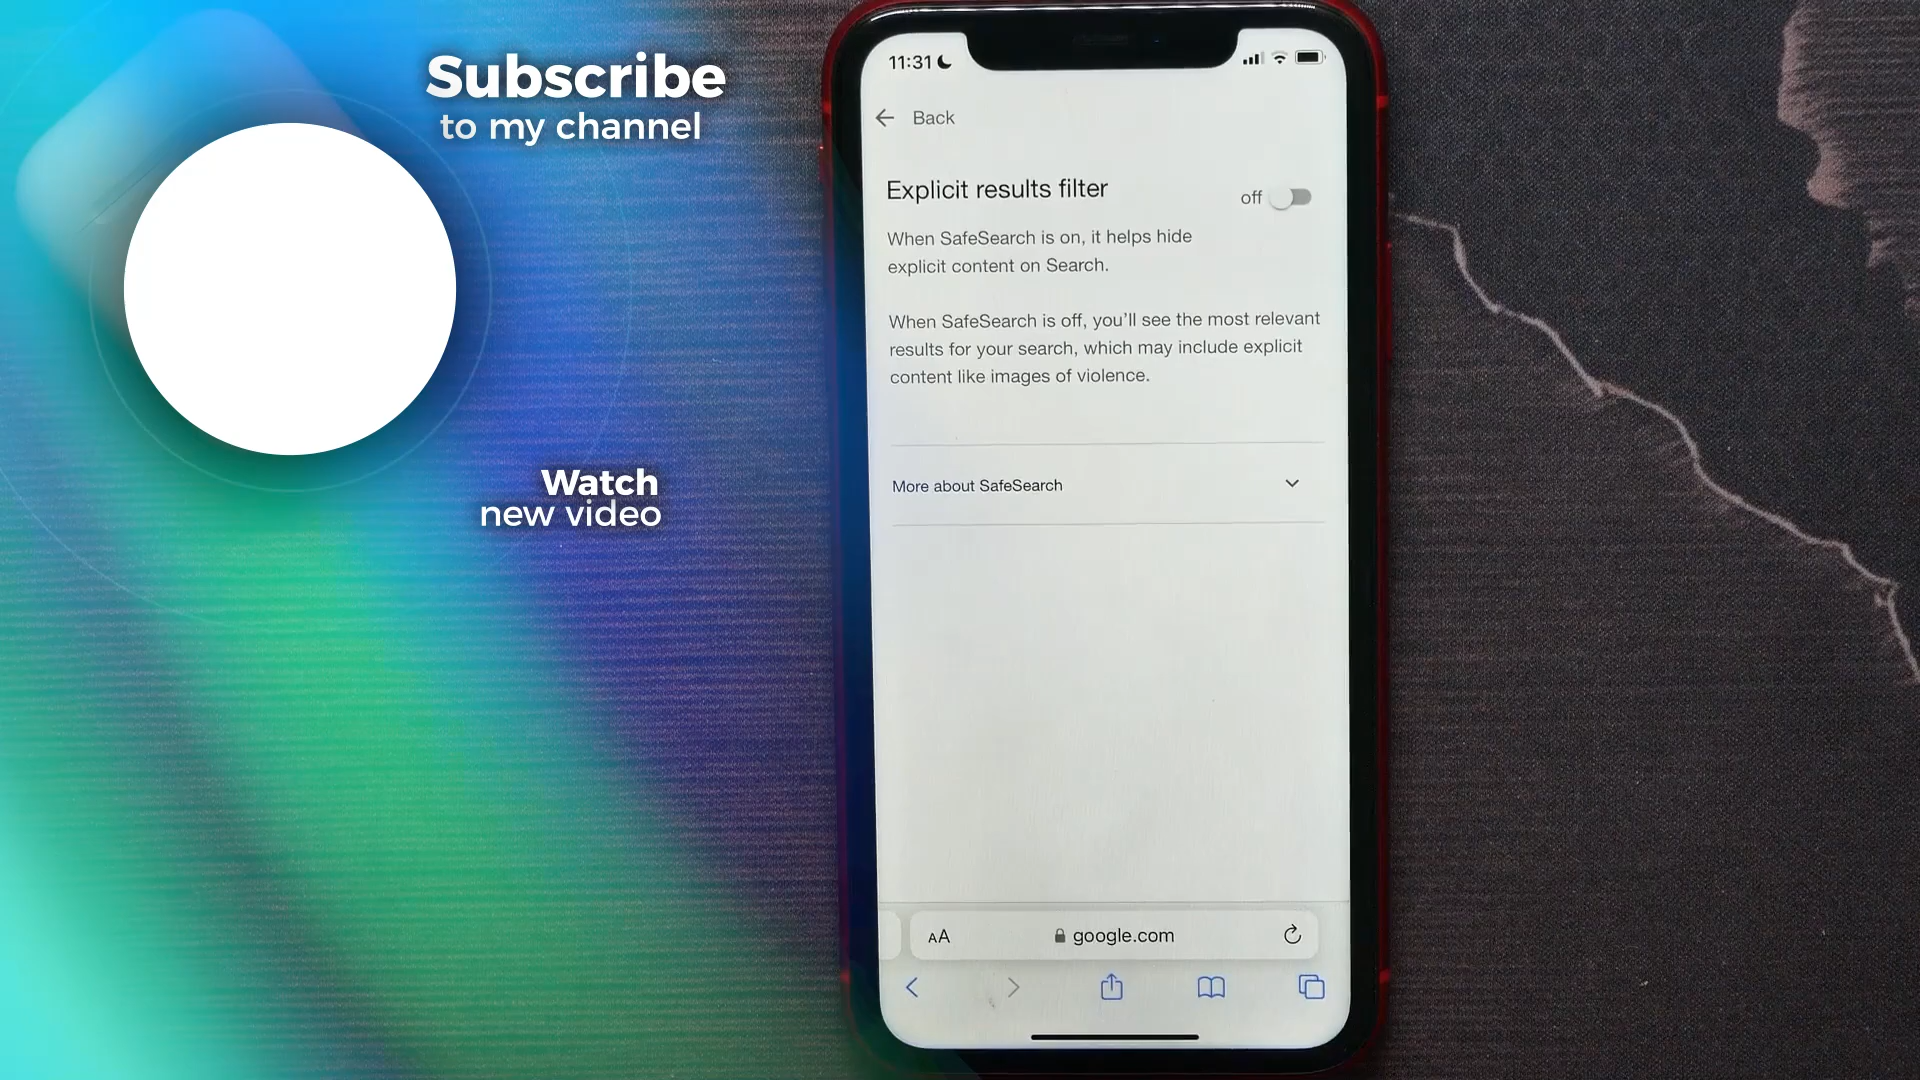 Subscribe
to my channel
Watch
new video
11:31
Back
Explicit results filter
off
When SafeSearch is on, it helps hide
explicit content on Search.
When SafeSearch is off, you’ll see the most relevant
results for your search, which may include explicit
content like images of violence.
More about SafeSearch
AA
google.com